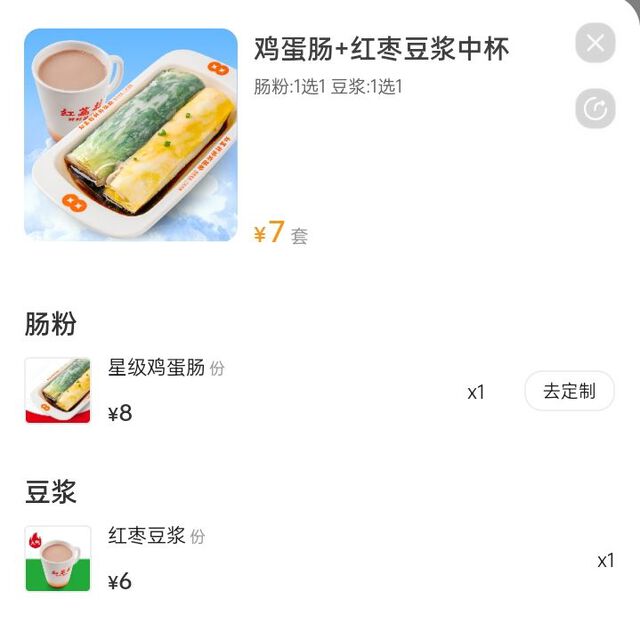 鸡蛋肠+红枣豆浆中杯
肠粉:1选1 豆浆:1选1
¥7 套
肠粉
星级鸡蛋肠 份
¥8
x1
去定制
豆浆
红枣豆浆 份
¥6
x1